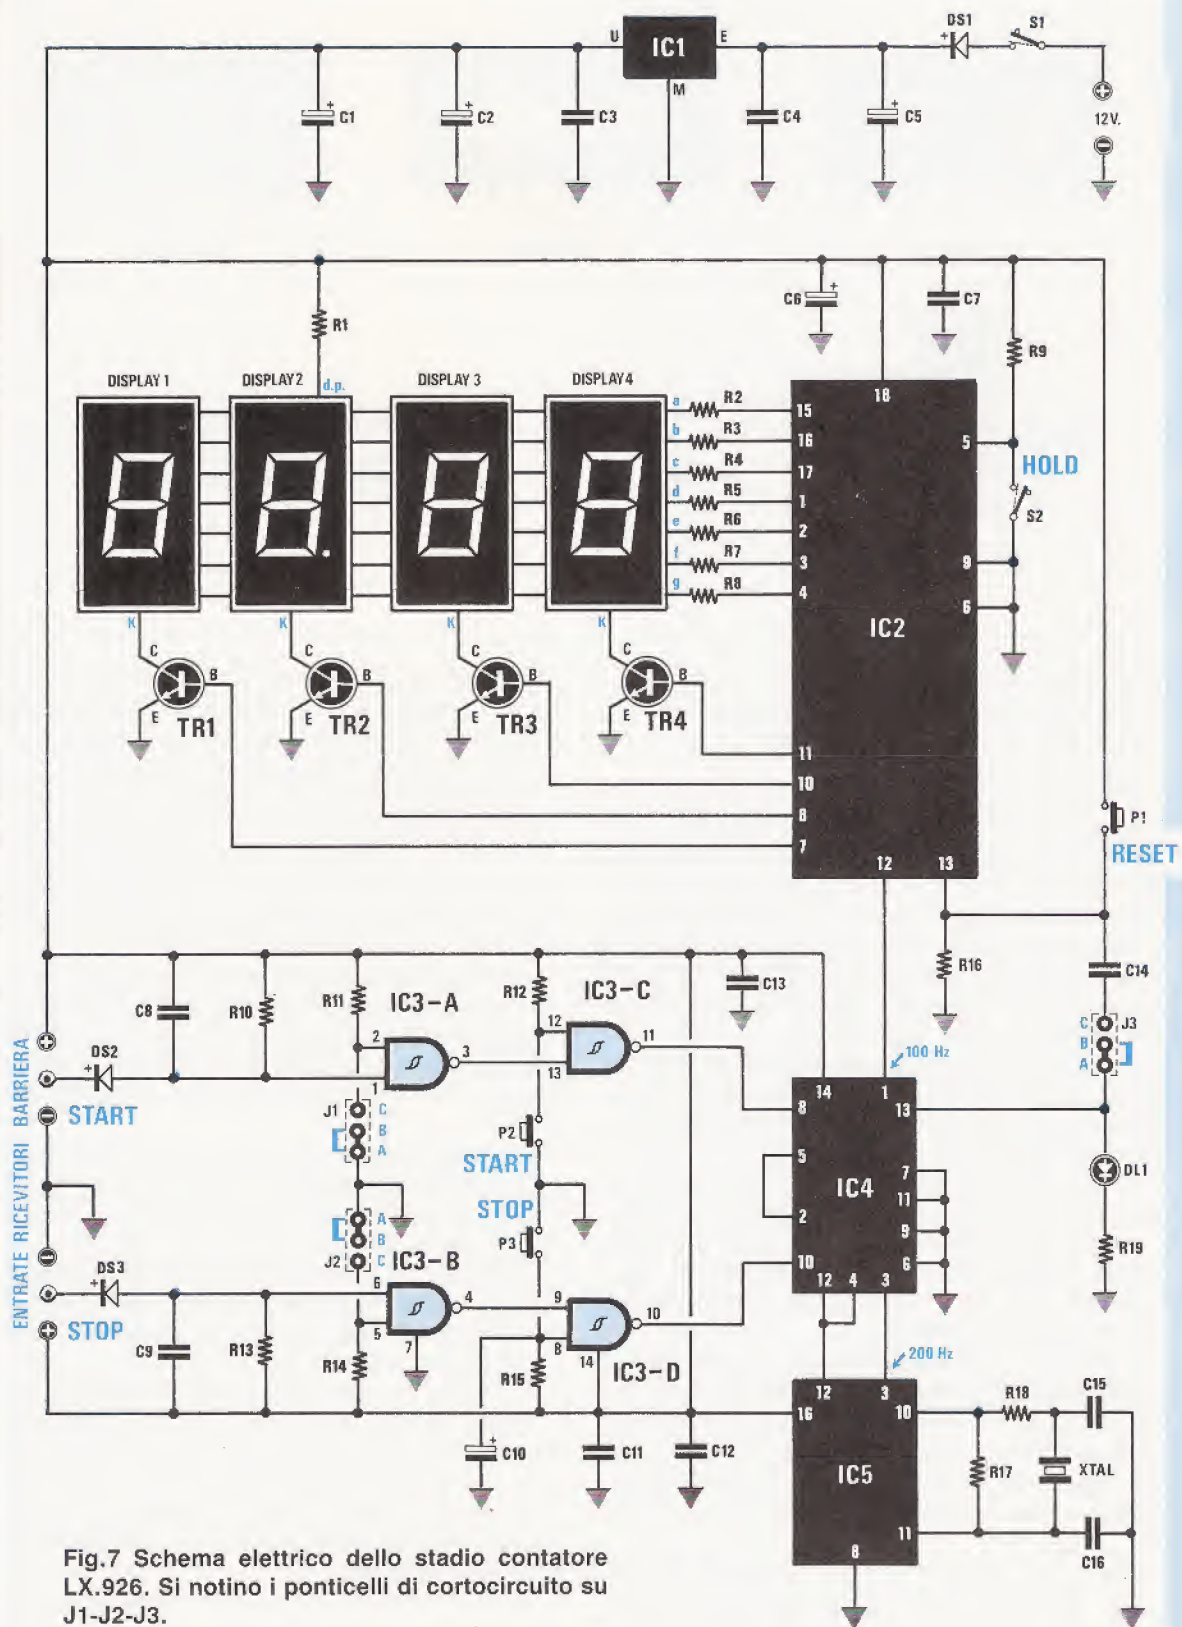 U IC1 E DS1 S1
M
C1 C2 C3 C4 C5 12V.
R1 C6 C7 R9
DISPLAY 1 DISPLAY 2 d.p. DISPLAY 3 DISPLAY 4
a R2 15 18
b R3 16 5
c R4 17 HOLD
d R5 1 S2
e R6 2
f R7 3 9
g R8 4 6
IC2
K K K K
C B C B C B C B
E TR1 E TR2 E TR3 E TR4
11
10
8
7
12 13
P1
RESET
C8 R10 R11 IC3-A R12 IC3-C C13 R16 C14
2 3 12 11
1 13
C J3
B
A
100 Hz
ENTRATE RICEVITORI BARRIERA
DS2
START
J1 C
B
A
P2
START
14 1 13
8
5 7
IC4 11
2 9
10 6
12 4 3
DL1
R19
STOP
P3
A
B
J2 C IC3-B
DS3
STOP
6 4 9 10
5 8
7 14
C9 R13 R14 R15 IC3-D
200 Hz
12 3
16 10
IC5
11
8
R18 C15
R17 XTAL
C16
C10 C11 C12
Fig.7 Schema elettrico dello stadio contatore
LX.926. Si notino i ponticelli di cortocircuito su
J1-J2-J3.